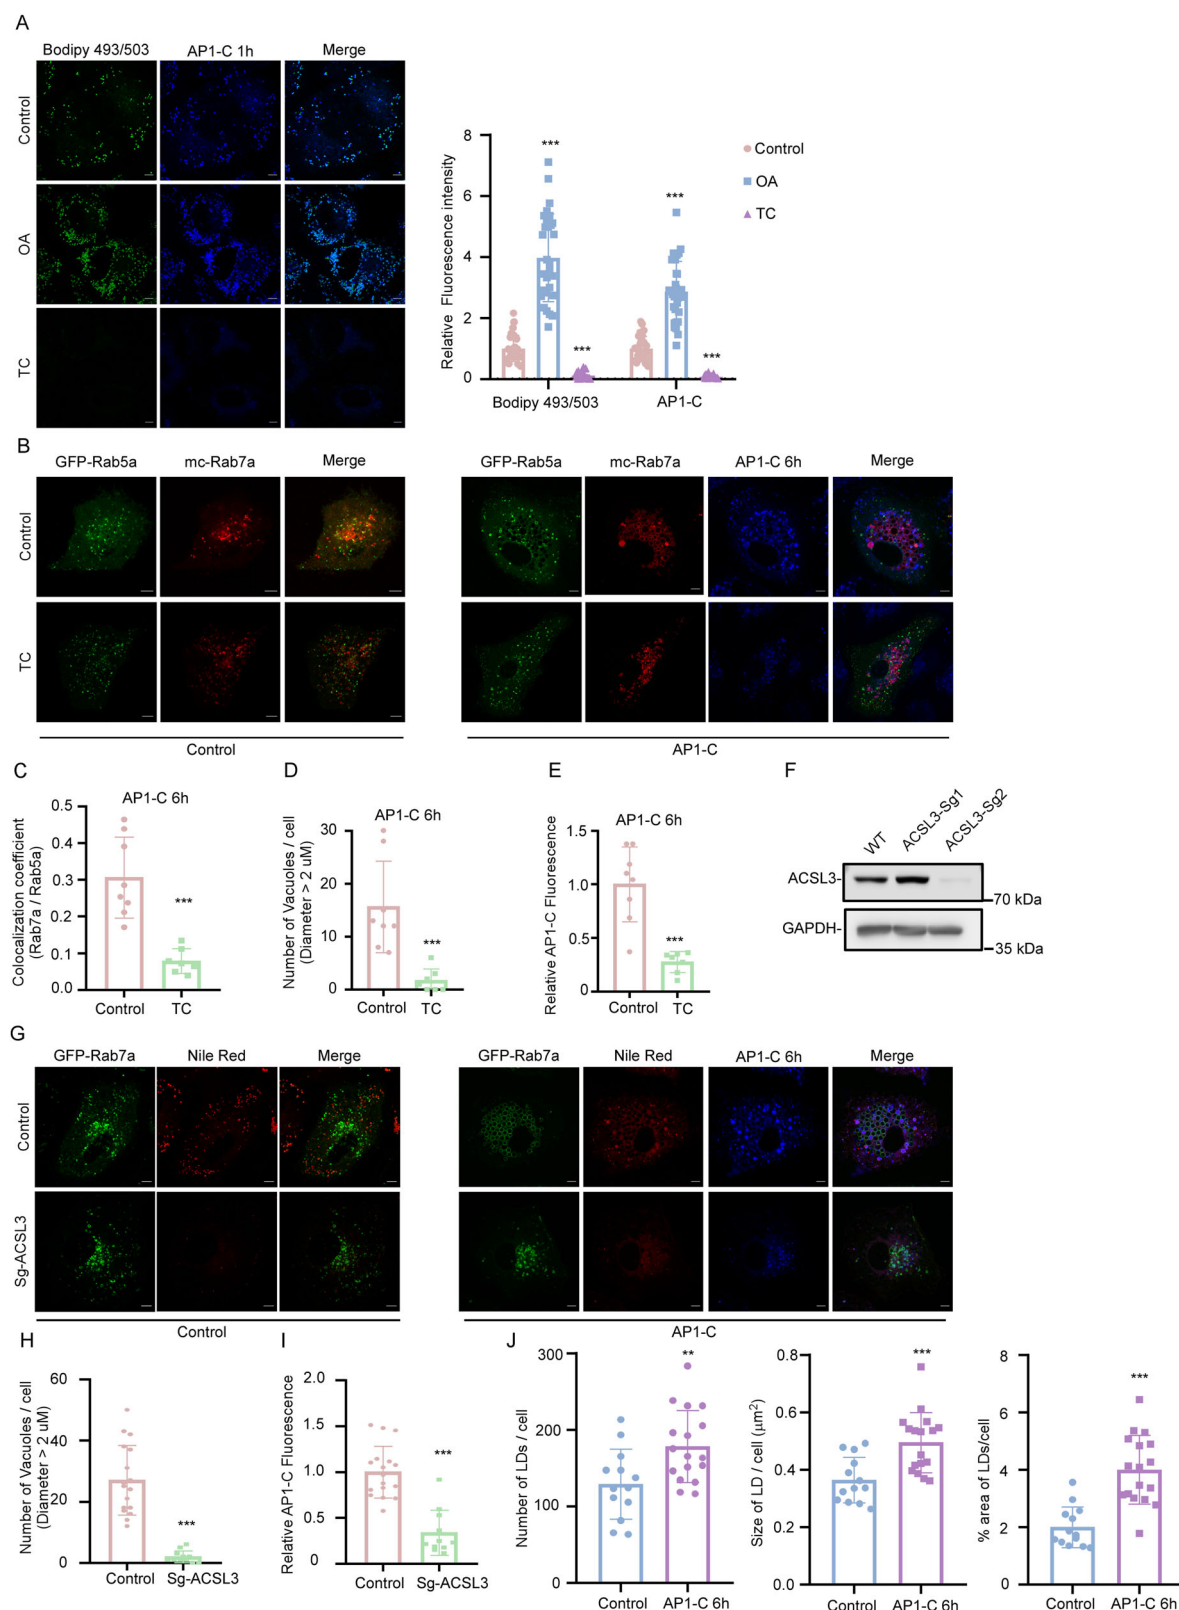 A
Bodipy 493/503 AP1-C 1h Merge
Control
OA
TC
Relative Fluorescence intensity
8
6
4
2
0
***
***
***
***
Bodipy 493/503 AP1-C
Control
OA
TC
B
GFP-Rab5a mc-Rab7a Merge
Control
TC
Control
GFP-Rab5a mc-Rab7a AP1-C 6h Merge
AP1-C
C
AP1-C 6h
Colocalization coefficient
(Rab7a / Rab5a)
0.5
0.4
0.3
0.2
0.1
0.0
***
Control TC
D
AP1-C 6h
Number of Vacuoles / cell
(Diameter > 2 uM)
30
20
10
0
***
Control TC
E
AP1-C 6h
Relative AP1-C Fluorescence
1.5
1.0
0.5
0
***
Control TC
F
WT ACSL3-Sg1 ACSL3-Sg2
ACSL3-
70 kDa
GAPDH-
35 kDa
G
GFP-Rab7a Nile Red Merge
Control
Sg-ACSL3
Control
GFP-Rab7a Nile Red AP1-C 6h Merge
AP1-C
H
Number of Vacuoles / cell
(Diameter > 2 uM)
60
40
20
0
***
Control Sg-ACSL3
I
Relative AP1-C Fluorescence
2.0
1.5
1.0
0.5
0
***
Control Sg-ACSL3
J
Number of LDs / cell
300
200
100
0
**
Control AP1-C 6h
Size of LD / cell (μm²)
0.8
0.6
0.4
0.2
0.0
***
Control AP1-C 6h
% area of LDs/cell
8
6
4
2
0
***
Control AP1-C 6h